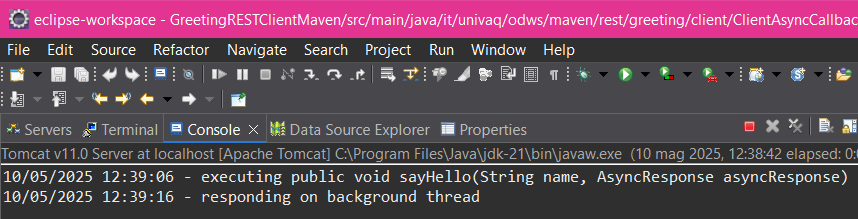 eclipse-workspace - GreetingRESTClientMaven/src/main/java/it/univaq/odws/maven/rest/greeting/client/ClientAsyncCallbac
File Edit Source Refactor Navigate Search Project Run Window Help
Servers Terminal Console Data Source Explorer Properties
Tomcat v11.0 Server at localhost [Apache Tomcat] C:\Program Files\Java\jdk-21\bin\javaw.exe (10 mag 2025, 12:38:42 elapsed: 0:0
10/05/2025 12:39:06 - executing public void sayHello(String name, AsyncResponse asyncResponse)
10/05/2025 12:39:16 - responding on background thread